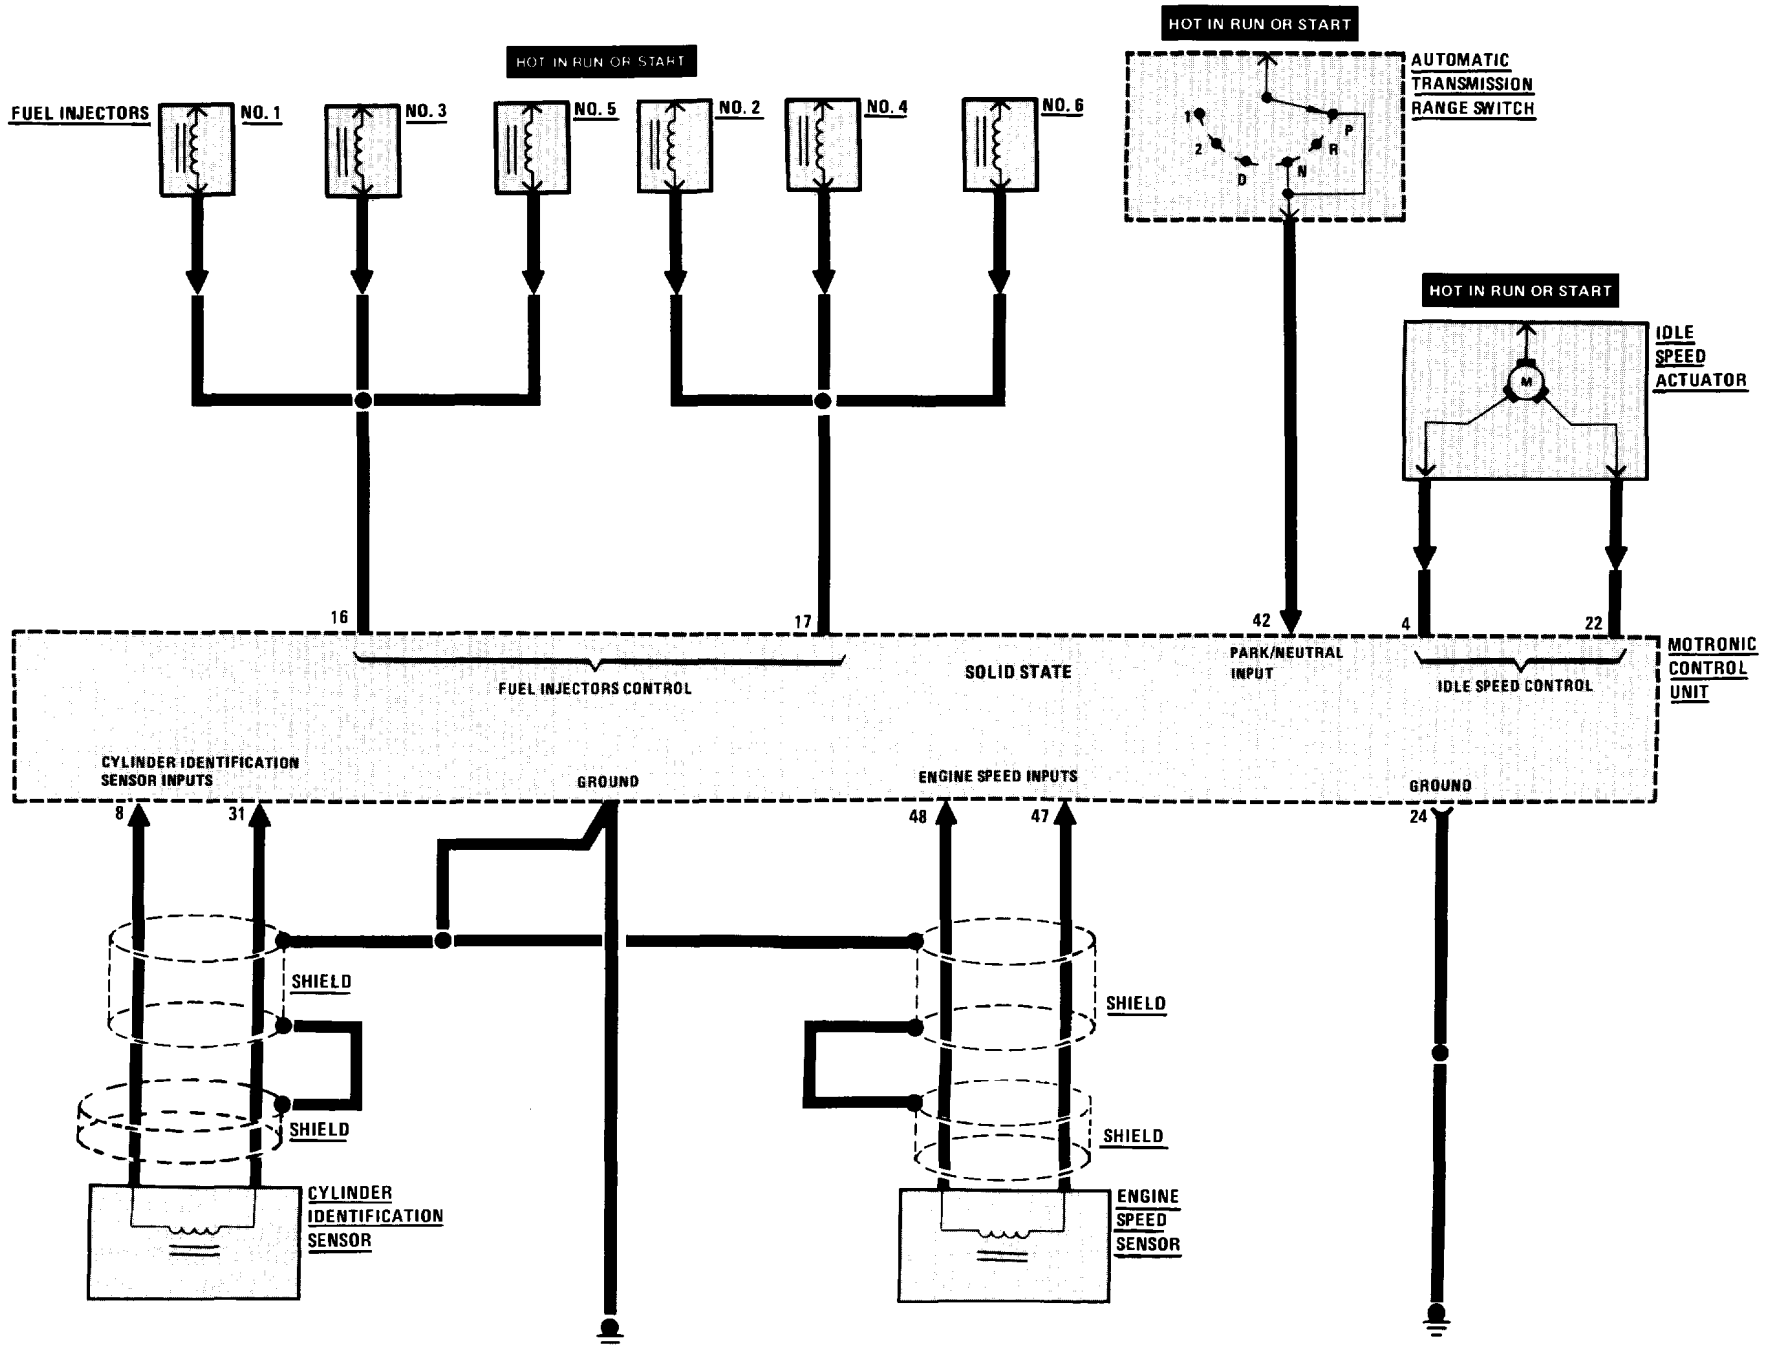 HOT IN RUN OR START
HOT IN RUN OR START
AUTOMATIC
TRANSMISSION
RANGE SWITCH
FUEL INJECTORS
NO. 1
NO. 3
NO. 5
NO. 2
NO. 4
NO. 6
1
2
D
N
R
P
HOT IN RUN OR START
IDLE
SPEED
ACTUATOR
M
16
17
42
4
22
MOTRONIC
CONTROL
UNIT
FUEL INJECTORS CONTROL
SOLID STATE
PARK/NEUTRAL
INPUT
IDLE SPEED CONTROL
CYLINDER IDENTIFICATION
SENSOR INPUTS
GROUND
ENGINE SPEED INPUTS
GROUND
8
31
48
47
24
SHIELD
SHIELD
SHIELD
SHIELD
CYLINDER
IDENTIFICATION
SENSOR
ENGINE
SPEED
SENSOR